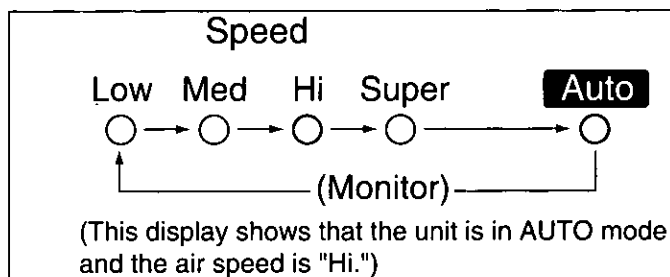 Speed
Low Med Hi Super Auto
(Monitor)
(This display shows that the unit is in AUTO mode
and the air speed is "Hi.")